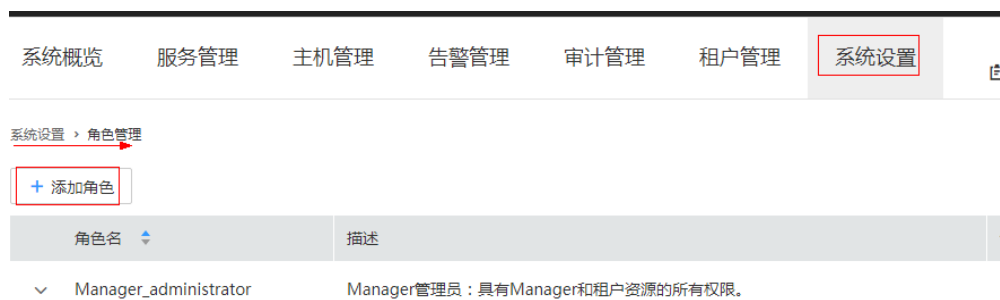 系统概览 服务管理 主机管理 告警管理 审计管理 租户管理 系统设置
系统设置 > 角色管理
+ 添加角色
角色名 描述
Manager_administrator Manager管理员：具有Manager和租户资源的所有权限。